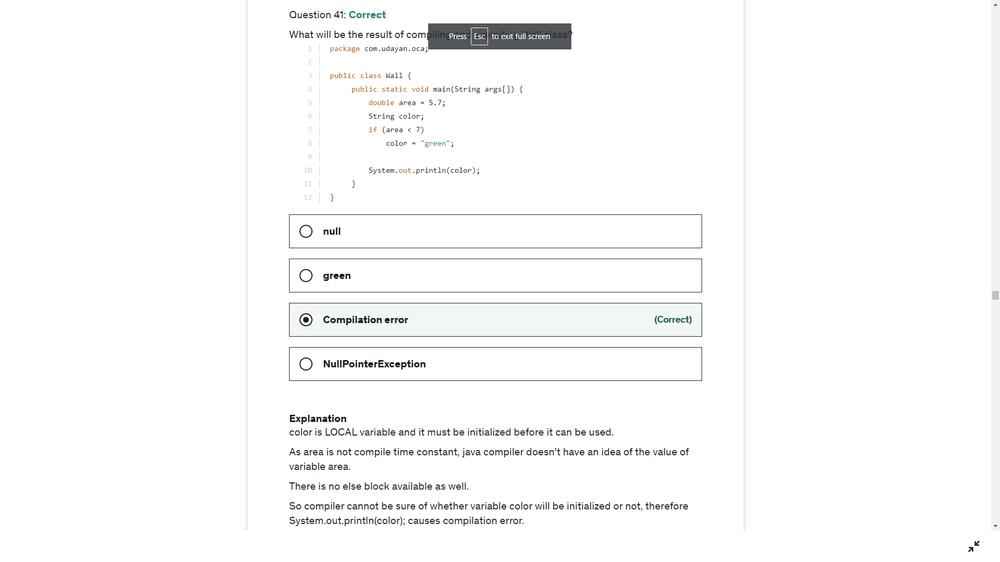 Question 41: Correct
What will be the result of compiling and executing Wall class?
Press Esc to exit full screen
1 package com.udayan.oca;
2
3 public class Wall {
4 public static void main(String args[]) {
5 double area = 5.7;
6 String color;
7 if (area < 7)
8 color = "green";
9
10 System.out.println(color);
11 }
12 }
null
green
Compilation error (Correct)
NullPointerException
Explanation
color is LOCAL variable and it must be initialized before it can be used.
As area is not compile time constant, java compiler doesn't have an idea of the value of
variable area.
There is no else block available as well.
So compiler cannot be sure of whether variable color will be initialized or not, therefore
System.out.println(color); causes compilation error.